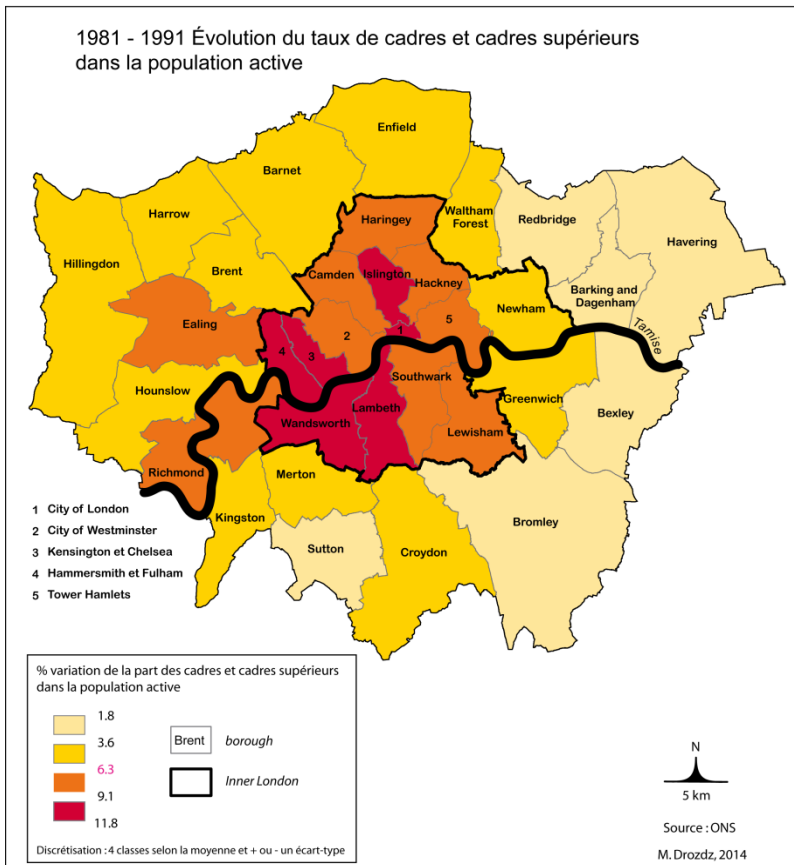 1981 - 1991 Évolution du taux de cadres et cadres supérieurs
dans la population active
Enfield
Barnet
Haringey
Waltham
Forest
Redbridge
Harrow
Havering
Hillingdon
Brent
Camden
Islington
Hackney
Barking and
Dagenham
Newham
Ealing
1
5
2
Tamise
4
3
Hounslow
Southwark
Greenwich
Bexley
Lambeth
Wandsworth
Lewisham
Richmond
Merton
Kingston
Bromley
Sutton
Croydon
1 City of London
2 City of Westminster
3 Kensington et Chelsea
4 Hammersmith et Fulham
5 Tower Hamlets
% variation de la part des cadres et cadres supérieurs
dans la population active
1.8
3.6
6.3
9.1
11.8
Brent borough
Inner London
Discrétisation : 4 classes selon la moyenne et + ou - un écart-type
N
5 km
Source : ONS
M. Drozdz, 2014